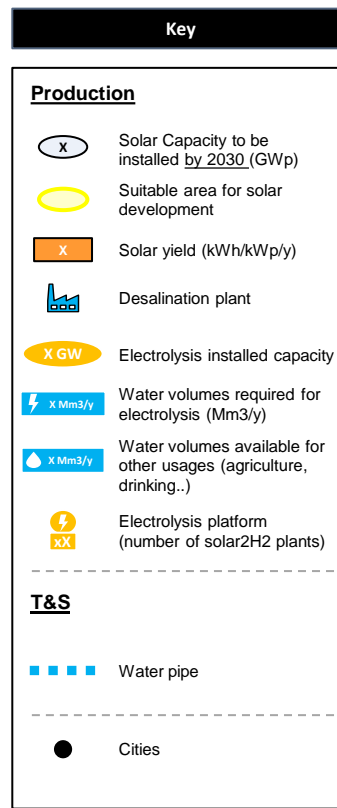 Key
Production
X
Solar Capacity to be
installed by 2030 (GWp)
Suitable area for solar
development
X
Solar yield (kWh/kWp/y)
Desalination plant
X GW
Electrolysis installed capacity
X Mm3/y
Water volumes required for
electrolysis (Mm3/y)
X Mm3/y
Water volumes available for
other usages (agriculture,
drinking..)
xX
Electrolysis platform
(number of solar2H2 plants)
T&S
Water pipe
Cities